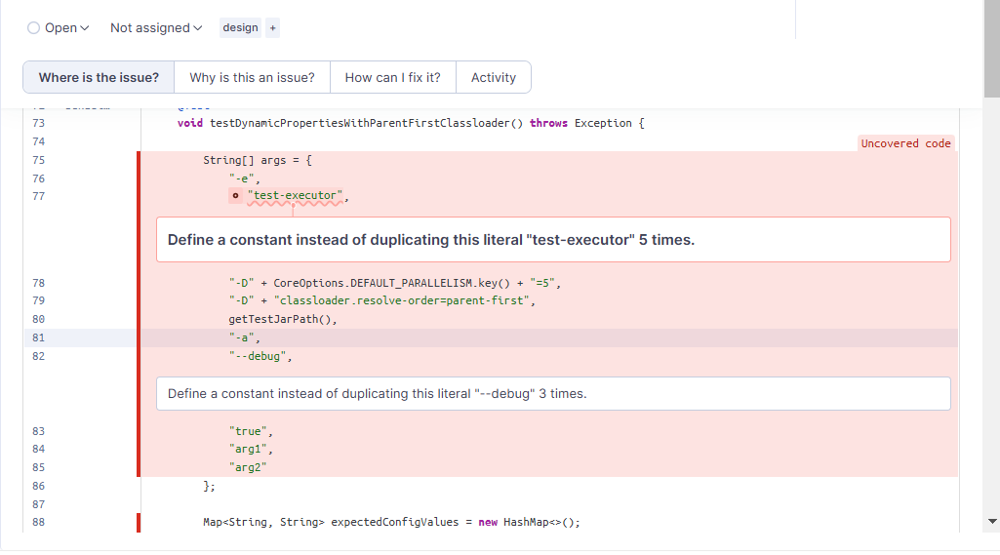 Open
Not assigned
design +
Where is the issue?
Why is this an issue?
How can I fix it?
Activity
73 void testDynamicPropertiesWithParentFirstClassloader() throws Exception {
74
Uncovered code
75 String[] args = {
76 "-e",
77 "test-executor",
Define a constant instead of duplicating this literal "test-executor" 5 times.
78 "-D" + CoreOptions.DEFAULT_PARALLELISM.key() + "=5",
79 "-D" + "classloader.resolve-order=parent-first",
80 getTestJarPath(),
81 "-a",
82 "--debug",
Define a constant instead of duplicating this literal "--debug" 3 times.
83 "true",
84 "arg1",
85 "arg2"
86 };
87
88 Map<String, String> expectedConfigValues = new HashMap<>();